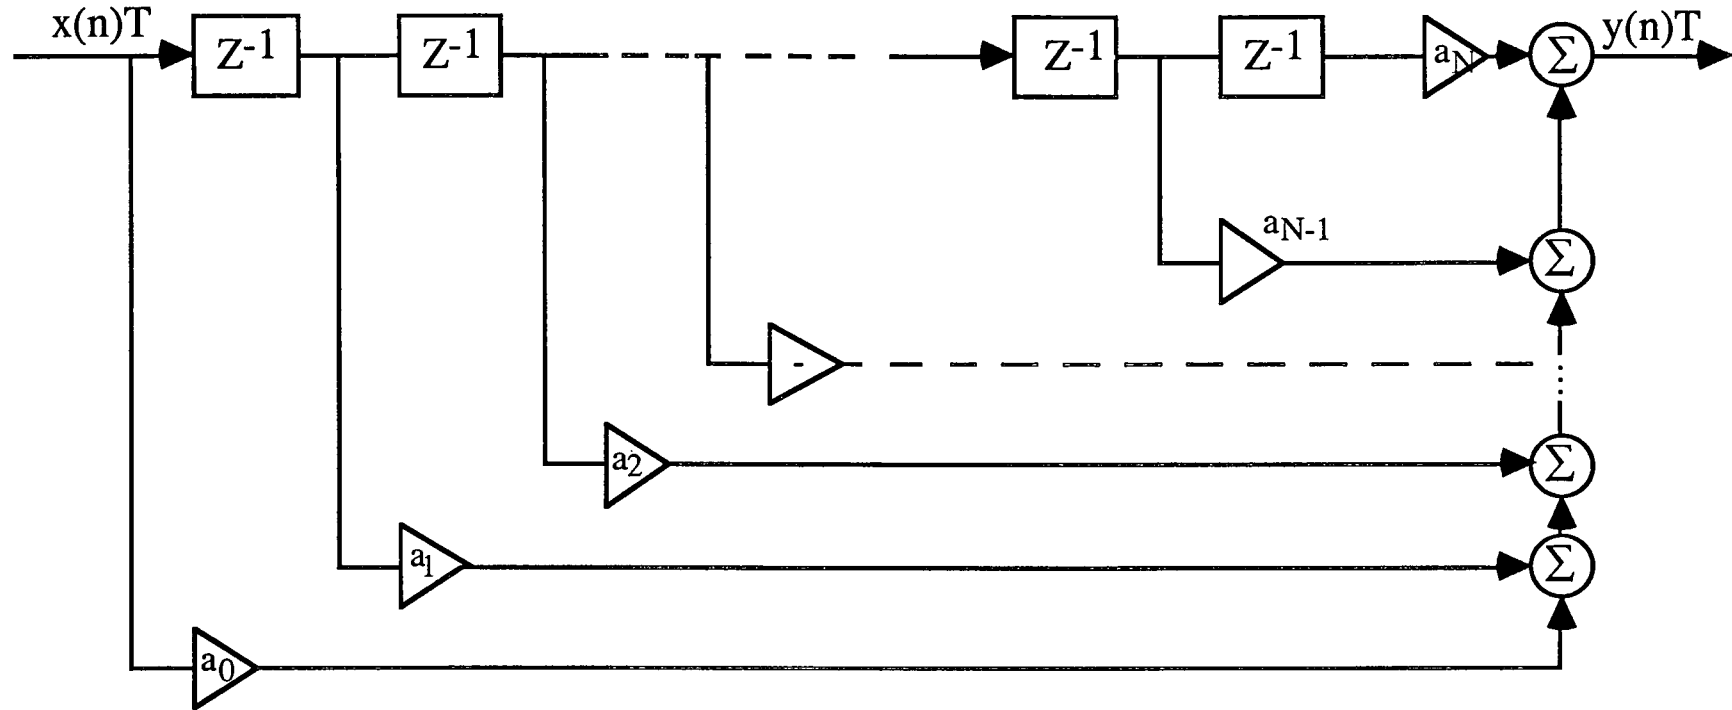 x(n)T
Z-1
Z-1
Z-1
Z-1
aN
Σ
y(n)T
aN-1
Σ
a2
Σ
a1
Σ
a0